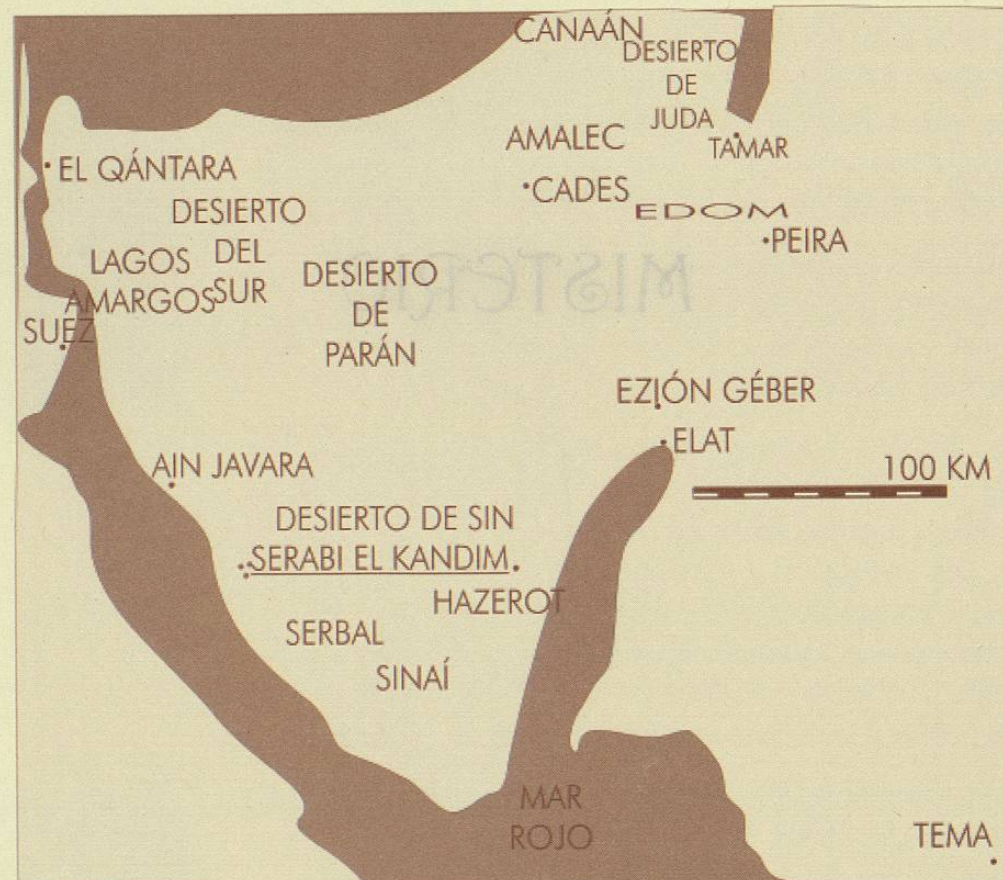 CANAÁN
DESIERTO
DE
JUDA
TAMAR
AMALEC
CADES
EDOM
PEIRA
EL QÁNTARA
DESIERTO
DEL
SUR
LAGOS
AMARGOS
DESIERTO
DE
PARÁN
SUEZ
EZIÓN GÉBER
ELAT
100 KM
AIN JAVARA
DESIERTO DE SIN
SERABI EL KANDIM
HAZEROT
SERBAL
SINAÍ
MAR
ROJO
TEMA